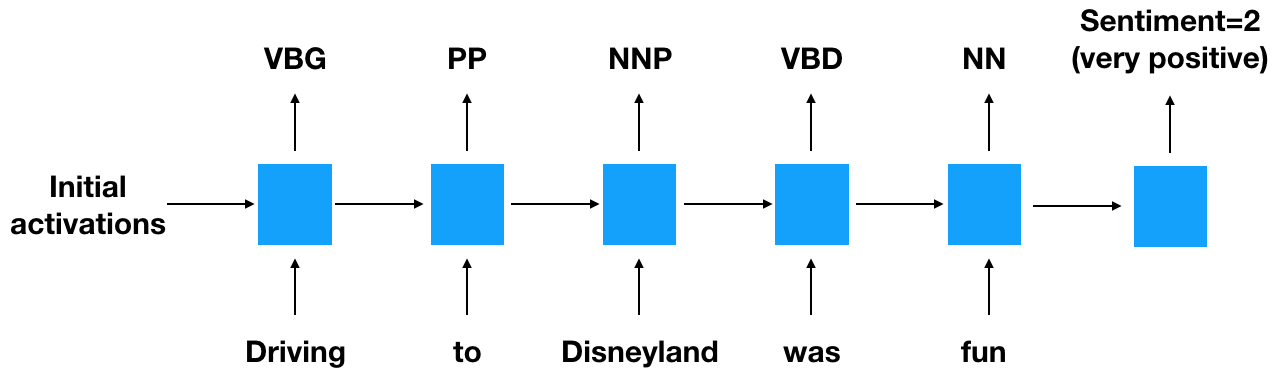 Sentiment=2
(very positive)
VBG PP NNP VBD NN
Initial
activations
Driving to Disneyland was fun